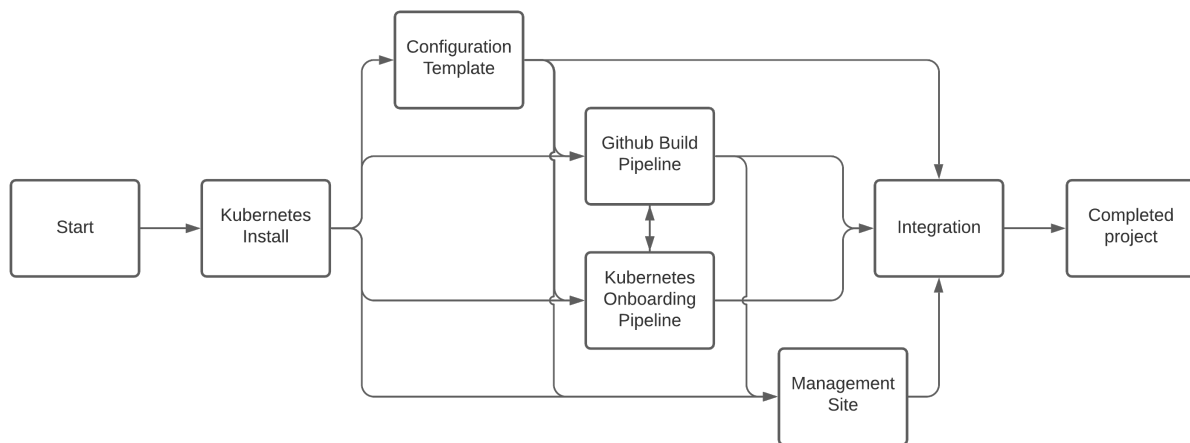 Configuration
Template
Github Build
Pipeline
Start
Kubernetes
Install
Integration
Completed
project
Kubernetes
Onboarding
Pipeline
Management
Site